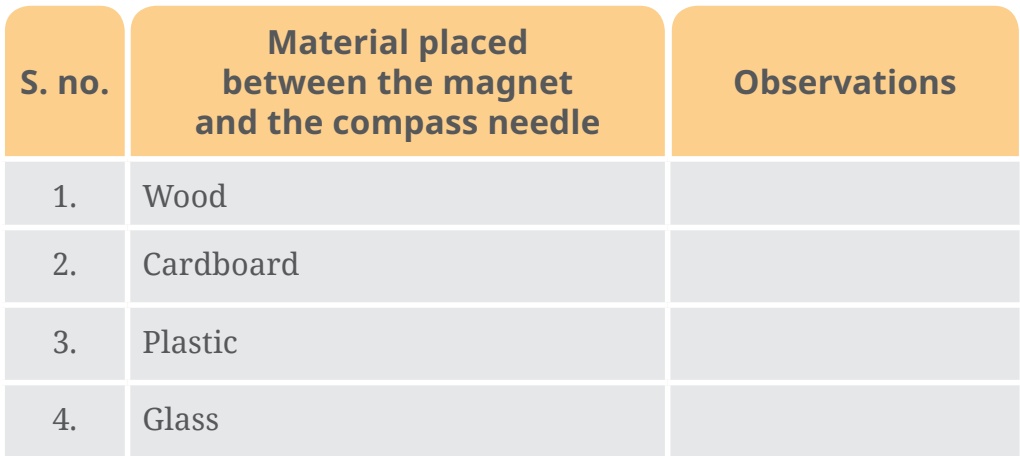 S. no.
Material placed
between the magnet
and the compass needle
Observations
1. Wood
2. Cardboard
3. Plastic
4. Glass